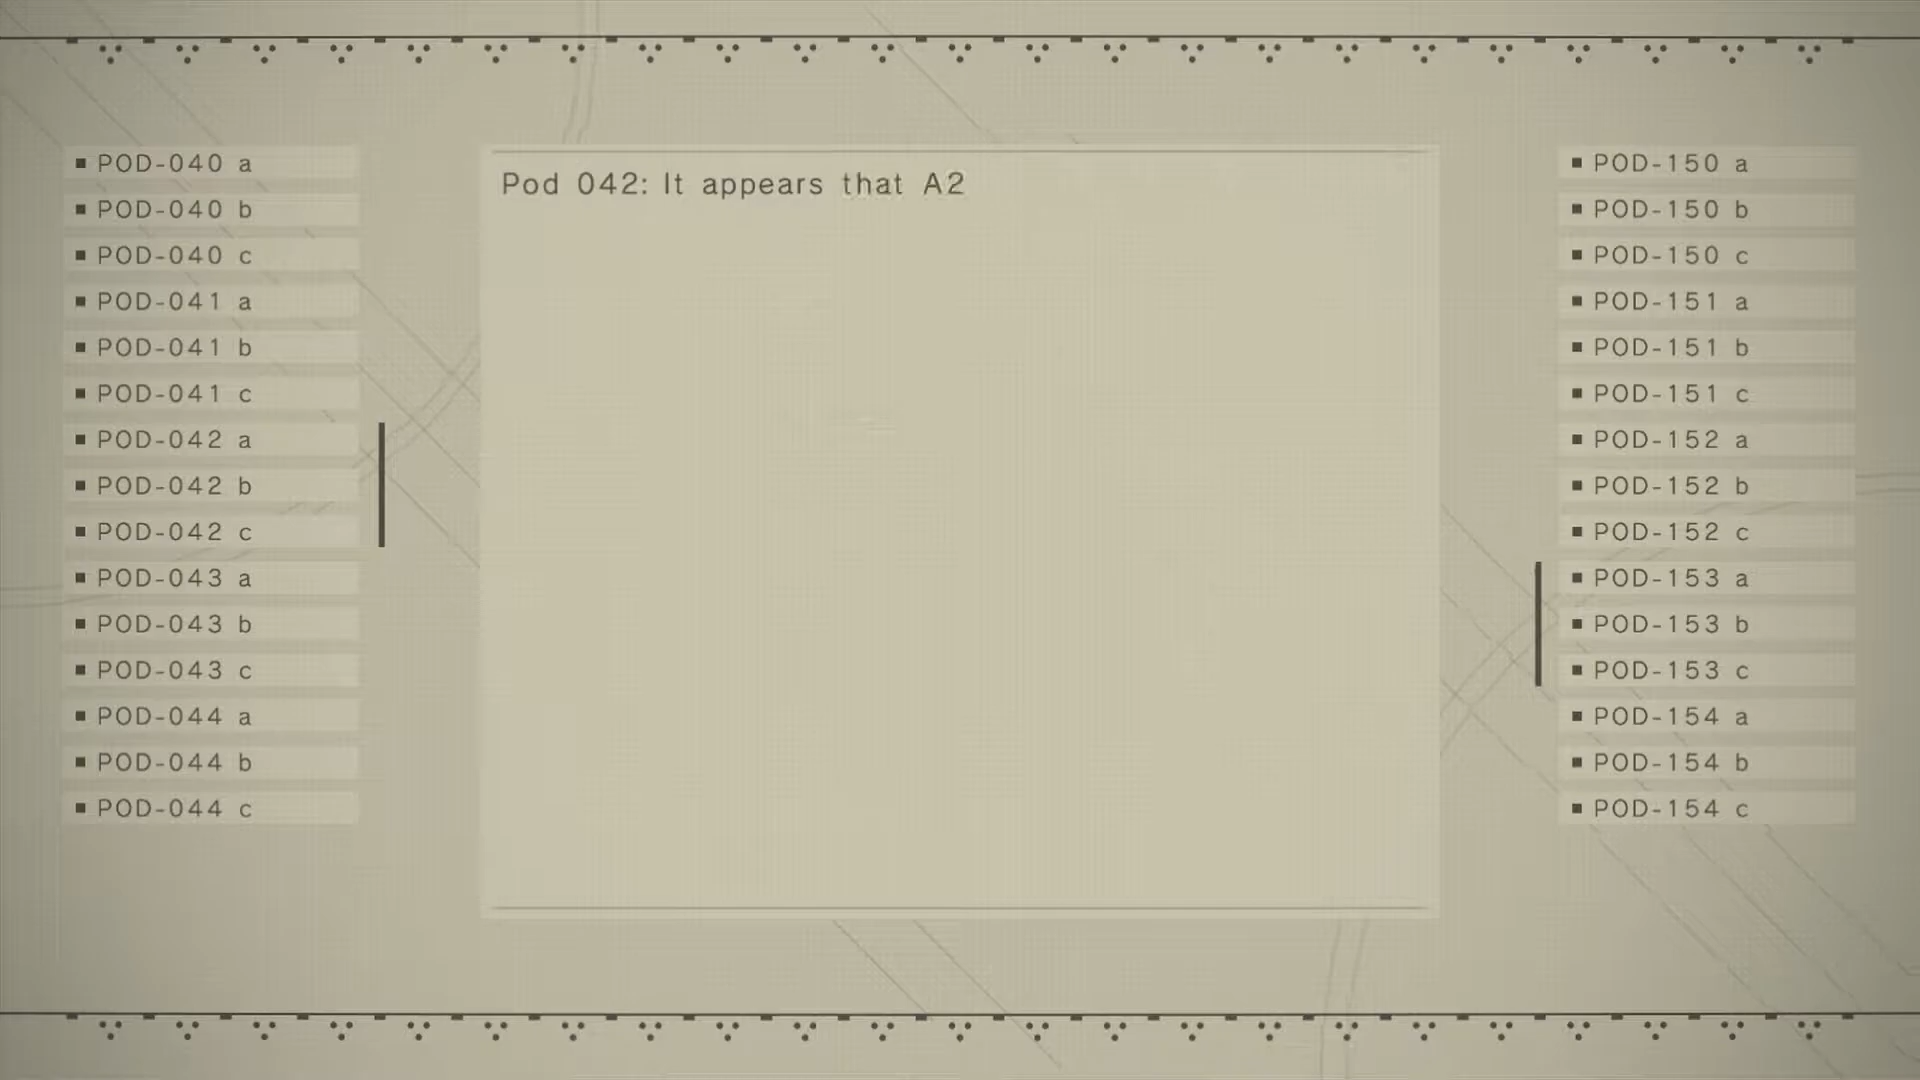 POD-040 a
POD-040 b
POD-040 c
POD-041 a
POD-041 b
POD-041 c
POD-042 a
POD-042 b
POD-042 c
POD-043 a
POD-043 b
POD-043 c
POD-044 a
POD-044 b
POD-044 c
Pod 042: It appears that A2
POD-150 a
POD-150 b
POD-150 c
POD-151 a
POD-151 b
POD-151 c
POD-152 a
POD-152 b
POD-152 c
POD-153 a
POD-153 b
POD-153 c
POD-154 a
POD-154 b
POD-154 c